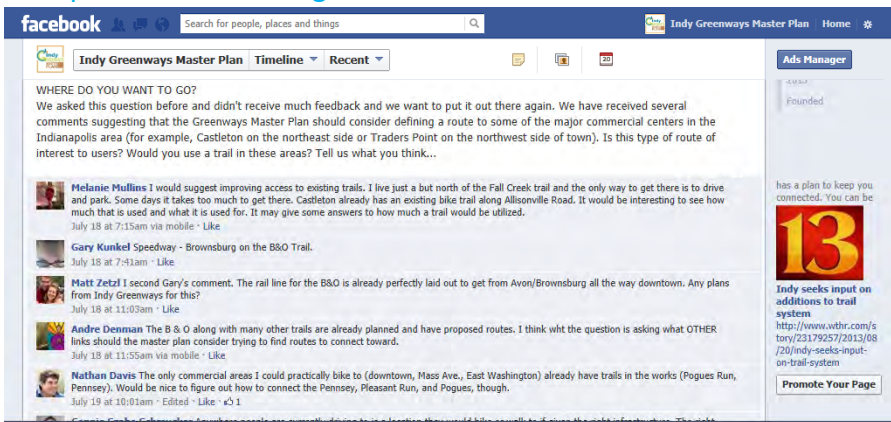 facebook
Search for people, places and things
Indy Greenways Master Plan
Home
Indy Greenways Master Plan
Timeline
Recent
20
Ads Manager
WHERE DO YOU WANT TO GO?
We asked this question before and didn't receive much feedback and we want to put it out there again. We have received several
comments suggesting that the Greenways Master Plan should consider defining a route to some of the major commercial centers in the
Indianapolis area (for example, Castleton on the northeast side or Traders Point on the northwest side of town). Is this type of route of
interest to users? Would you use a trail in these areas? Tell us what you think...
Melanie Mullins I would suggest improving access to existing trails. I live just a but north of the Fall Creek trail and the only way to get there is to drive
and park. Some days it takes too much to get there. Castleton already has an existing bike trail along Allisonville Road. It would be interesting to see how
much that is used and what it is used for. It may give some answers to how much a trail would be utilized.
July 18 at 7:15am via mobile · Like
Gary Kunkel Speedway - Brownsburg on the B&O Trail.
July 18 at 7:41am · Like
Matt Zetzl I second Gary's comment. The rail line for the B&O is already perfectly laid out to get from Avon/Brownsburg all the way downtown. Any plans
from Indy Greenways for this?
July 18 at 11:03am · Like
Andre Denman The B & O along with many other trails are already planned and have proposed routes. I think wht the question is asking what OTHER
links should the master plan consider trying to find routes to connect toward.
July 18 at 11:55am via mobile · Like
Nathan Davis The only commercial areas I could practically bike to (downtown, Mass Ave., East Washington) already have trails in the works (Pogues Run,
Pennsey). Would be nice to figure out how to connect the Pennsey, Pleasant Run, and Pogues, though.
July 19 at 10:01am · Edited · Like · 1
Founded
has a plan to keep you
connected. You can be
13
Indy seeks input on
additions to trail
system
http://www.wthr.com/s
tory/23179257/2013/08
/20/indy-seeks-input-
on-trail-system
Promote Your Page